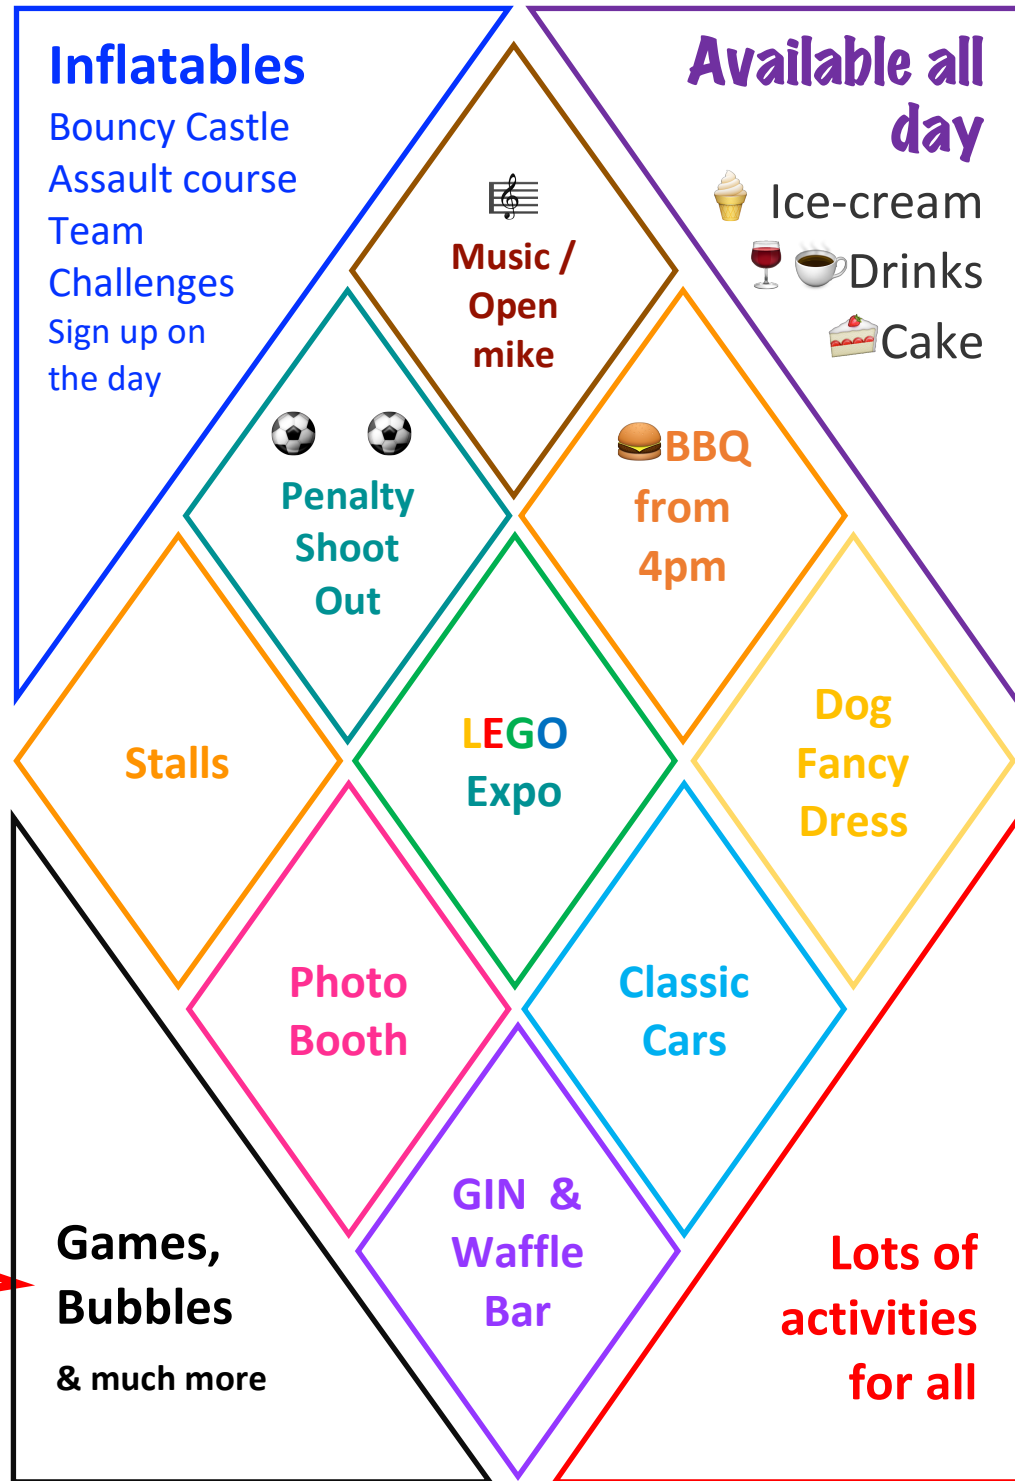 Inflatables
Bouncy Castle
Assault course
Team
Challenges
Sign up on
the day
Available all
day
Ice-cream
Drinks
Cake
Music /
Open
mike
Penalty
Shoot
Out
BBQ
from
4pm
Stalls
LEGO
Expo
Dog
Fancy
Dress
Photo
Booth
Classic
Cars
GIN & 
Waffle
Bar
Games,
Bubbles
& much more
Lots of
activities
for all